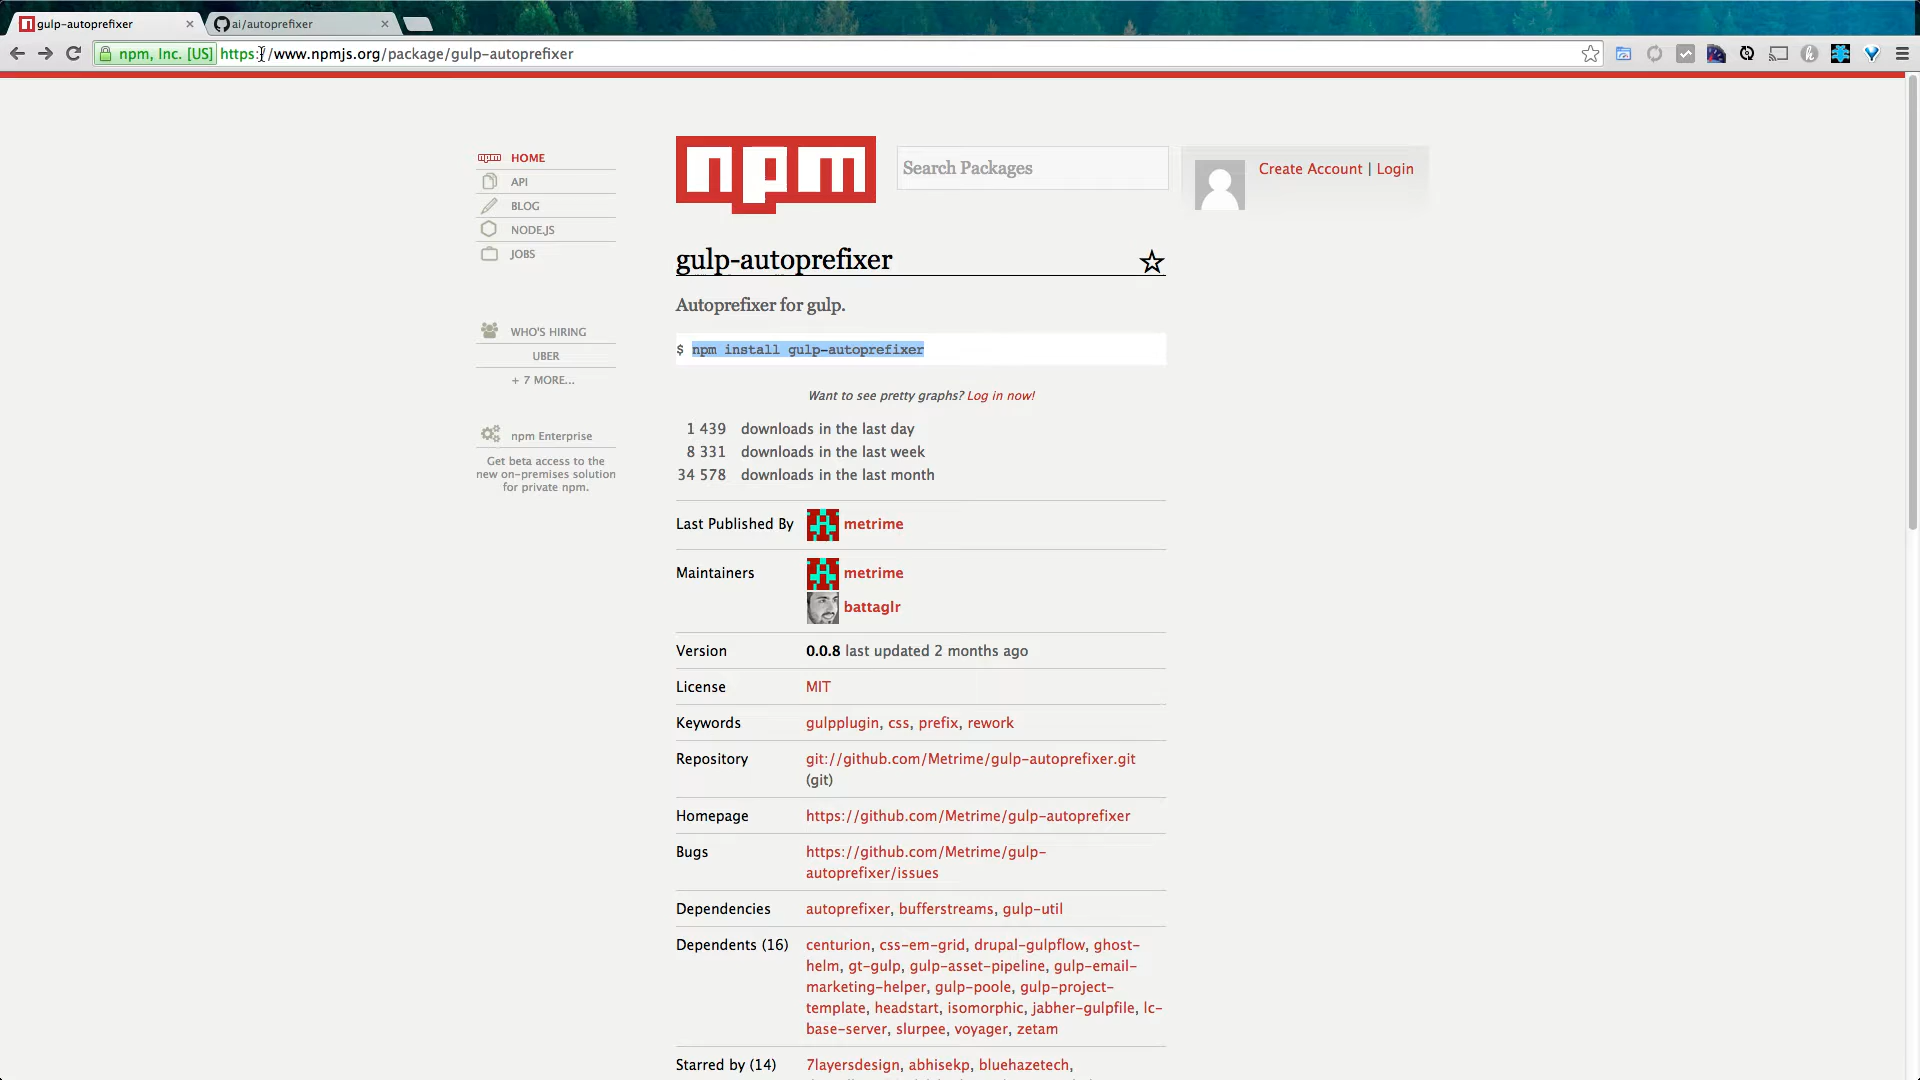 gulp-autoprefixer
ai/autoprefixer
npm, Inc. [US] https://www.npmjs.org/package/gulp-autoprefixer
HOME
API
BLOG
NODE.JS
JOBS
WHO'S HIRING
UBER
+ 7 MORE...
npm Enterprise
Get beta access to the
new on-premises solution
for private npm.
npm
Search Packages
Create Account | Login
gulp-autoprefixer
Autoprefixer for gulp.
$ npm install gulp-autoprefixer
Want to see pretty graphs? Log in now!
1 439 downloads in the last day
8 331 downloads in the last week
34 578 downloads in the last month
Last Published By metrime
Maintainers metrime
battaglr
Version 0.0.8 last updated 2 months ago
License MIT
Keywords gulpplugin, css, prefix, rework
Repository git://github.com/Metrime/gulp-autoprefixer.git
(git)
Homepage https://github.com/Metrime/gulp-autoprefixer
Bugs https://github.com/Metrime/gulp-
autoprefixer/issues
Dependencies autoprefixer, bufferstreams, gulp-util
Dependents (16) centurion, css-em-grid, drupal-gulpflow, ghost-
helm, gt-gulp, gulp-asset-pipeline, gulp-email-
marketing-helper, gulp-poole, gulp-project-
template, headstart, isomorphic, jabher-gulpfile, lc-
base-server, slurpee, voyager, zetam
Starred by (14) 7layersdesign, abhisekp, bluehazetech,